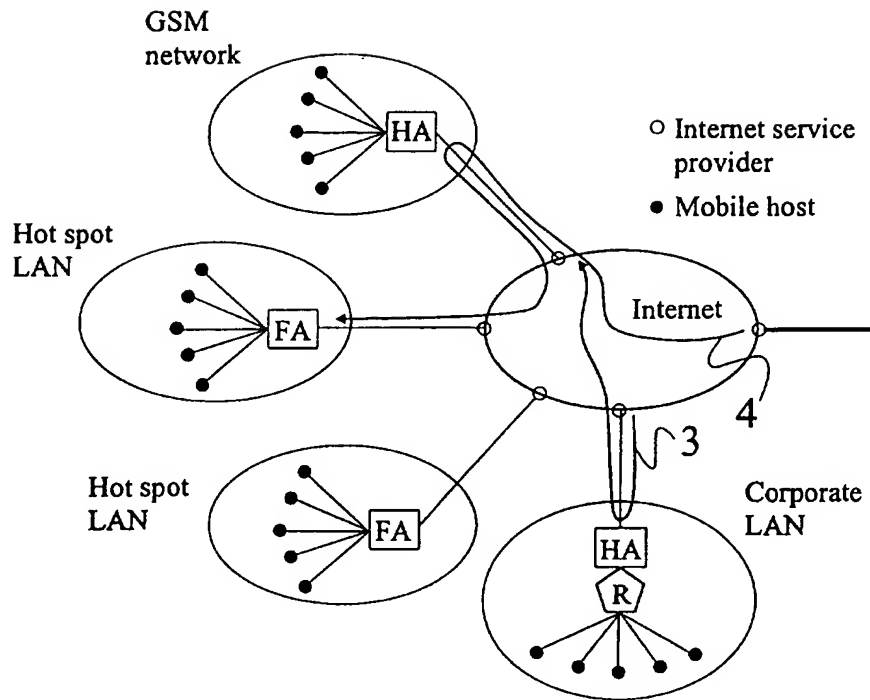 GSM
network
HA
Internet service
provider
Mobile host
Hot spot
LAN
FA
Internet
4
3
Hot spot
LAN
FA
Corporate
LAN
HA
R